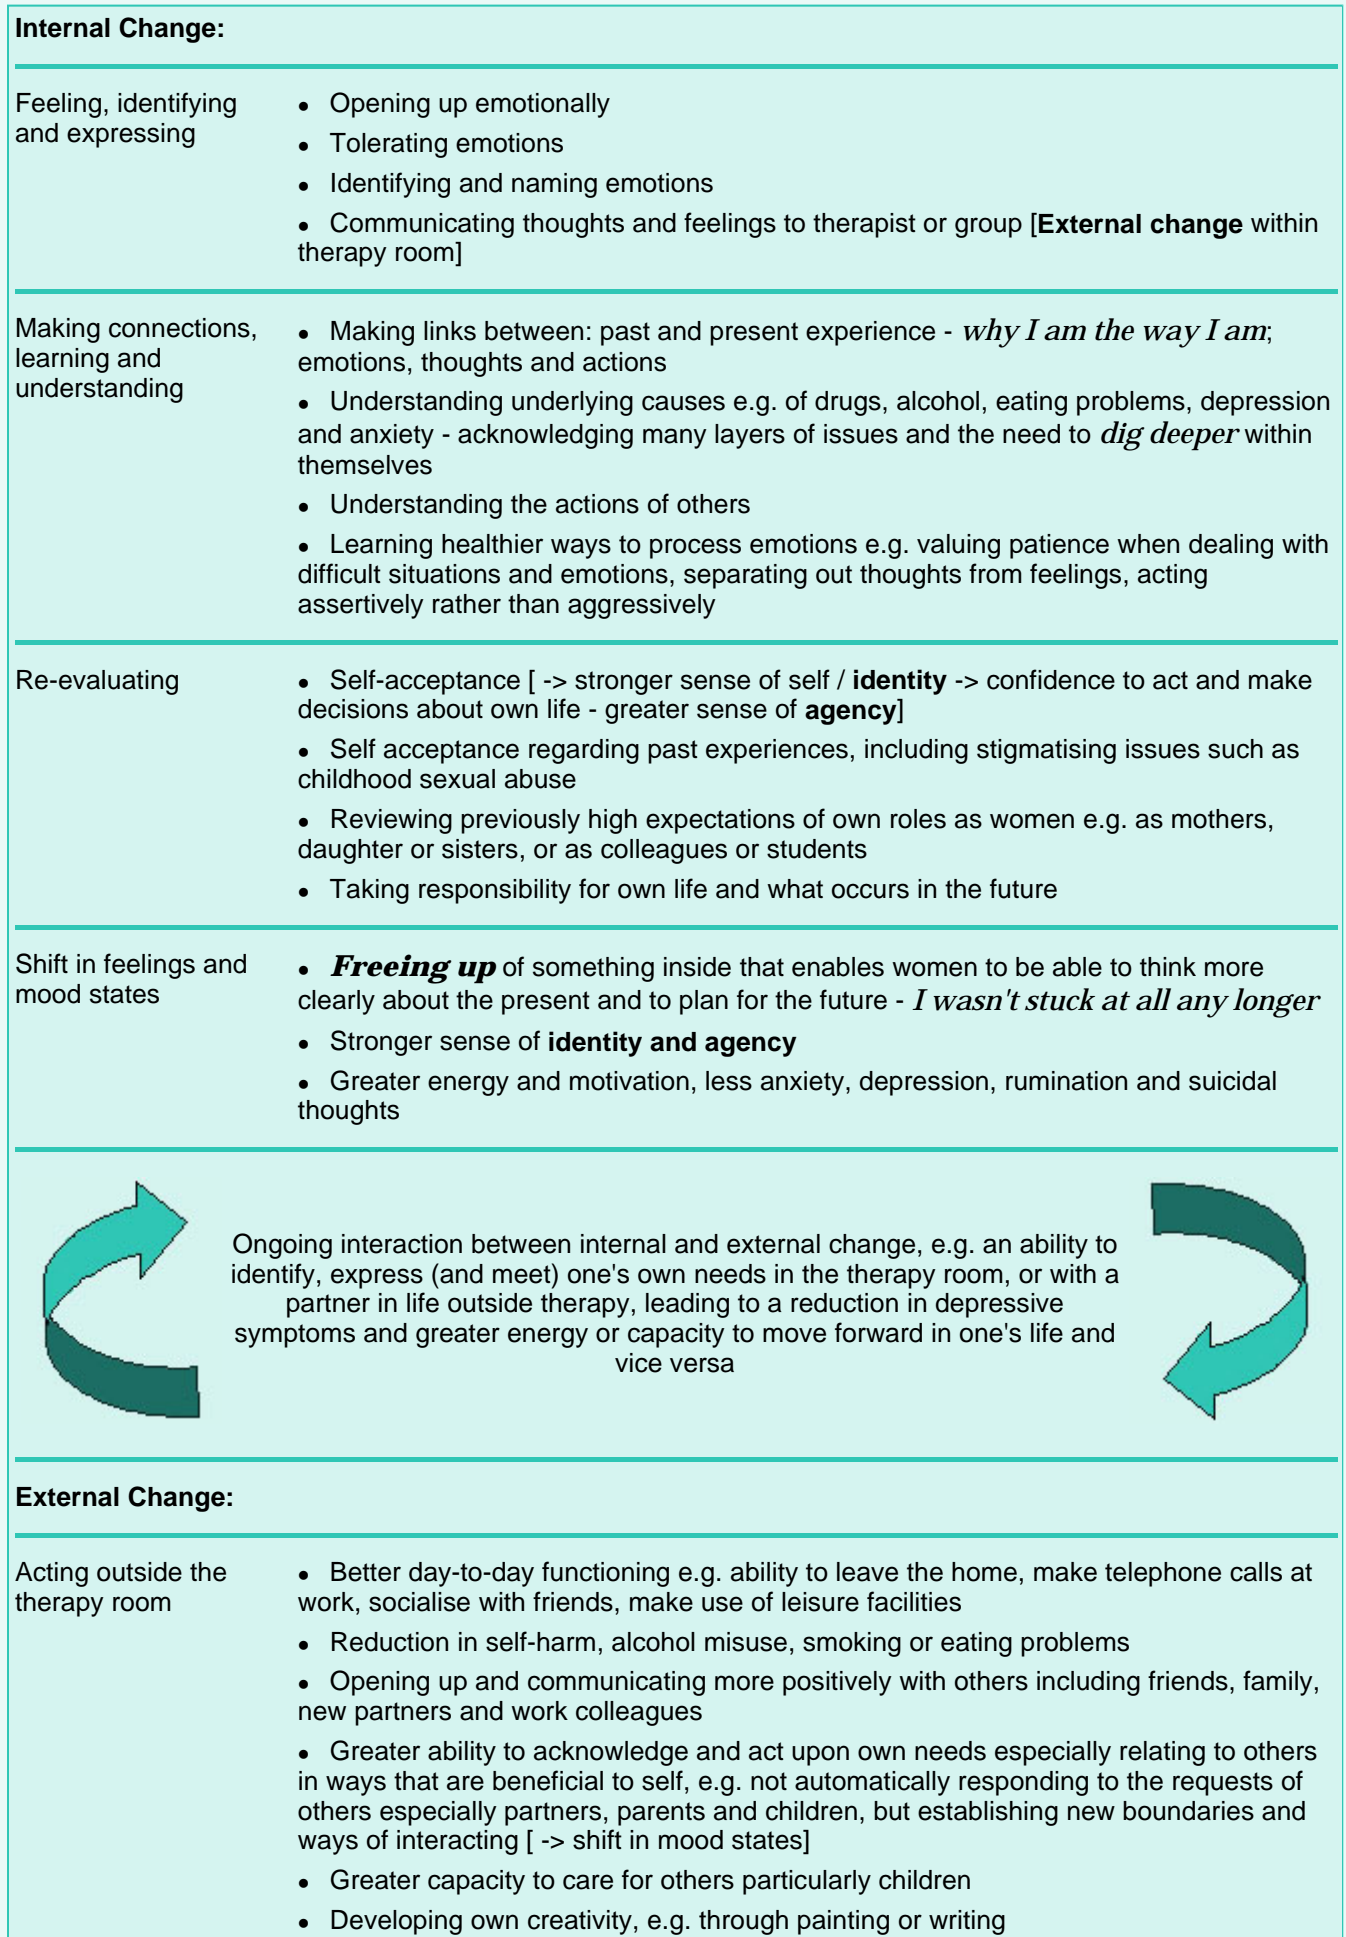 Internal Change:
Feeling, identifying
and expressing
● Opening up emotionally
● Tolerating emotions
● Identifying and naming emotions
● Communicating thoughts and feelings to therapist or group [External change within
therapy room]
Making connections,
learning and
understanding
● Making links between: past and present experience - why I am the way I am;
emotions, thoughts and actions
● Understanding underlying causes e.g. of drugs, alcohol, eating problems, depression
and anxiety - acknowledging many layers of issues and the need to dig deeper within
themselves
● Understanding the actions of others
● Learning healthier ways to process emotions e.g. valuing patience when dealing with
difficult situations and emotions, separating out thoughts from feelings, acting
assertively rather than aggressively
Re-evaluating
● Self-acceptance [ -> stronger sense of self / identity -> confidence to act and make
decisions about own life - greater sense of agency]
● Self acceptance regarding past experiences, including stigmatising issues such as
childhood sexual abuse
● Reviewing previously high expectations of own roles as women e.g. as mothers,
daughter or sisters, or as colleagues or students
● Taking responsibility for own life and what occurs in the future
Shift in feelings and
mood states
● Freeing up of something inside that enables women to be able to think more
clearly about the present and to plan for the future - I wasn't stuck at all any longer
● Stronger sense of identity and agency
● Greater energy and motivation, less anxiety, depression, rumination and suicidal
thoughts
Ongoing interaction between internal and external change, e.g. an ability to
identify, express (and meet) one's own needs in the therapy room, or with a
partner in life outside therapy, leading to a reduction in depressive
symptoms and greater energy or capacity to move forward in one's life and
vice versa
External Change:
Acting outside the
therapy room
● Better day-to-day functioning e.g. ability to leave the home, make telephone calls at
work, socialise with friends, make use of leisure facilities
● Reduction in self-harm, alcohol misuse, smoking or eating problems
● Opening up and communicating more positively with others including friends, family,
new partners and work colleagues
● Greater ability to acknowledge and act upon own needs especially relating to others
in ways that are beneficial to self, e.g. not automatically responding to the requests of
others especially partners, parents and children, but establishing new boundaries and
ways of interacting [ -> shift in mood states]
● Greater capacity to care for others particularly children
● Developing own creativity, e.g. through painting or writing